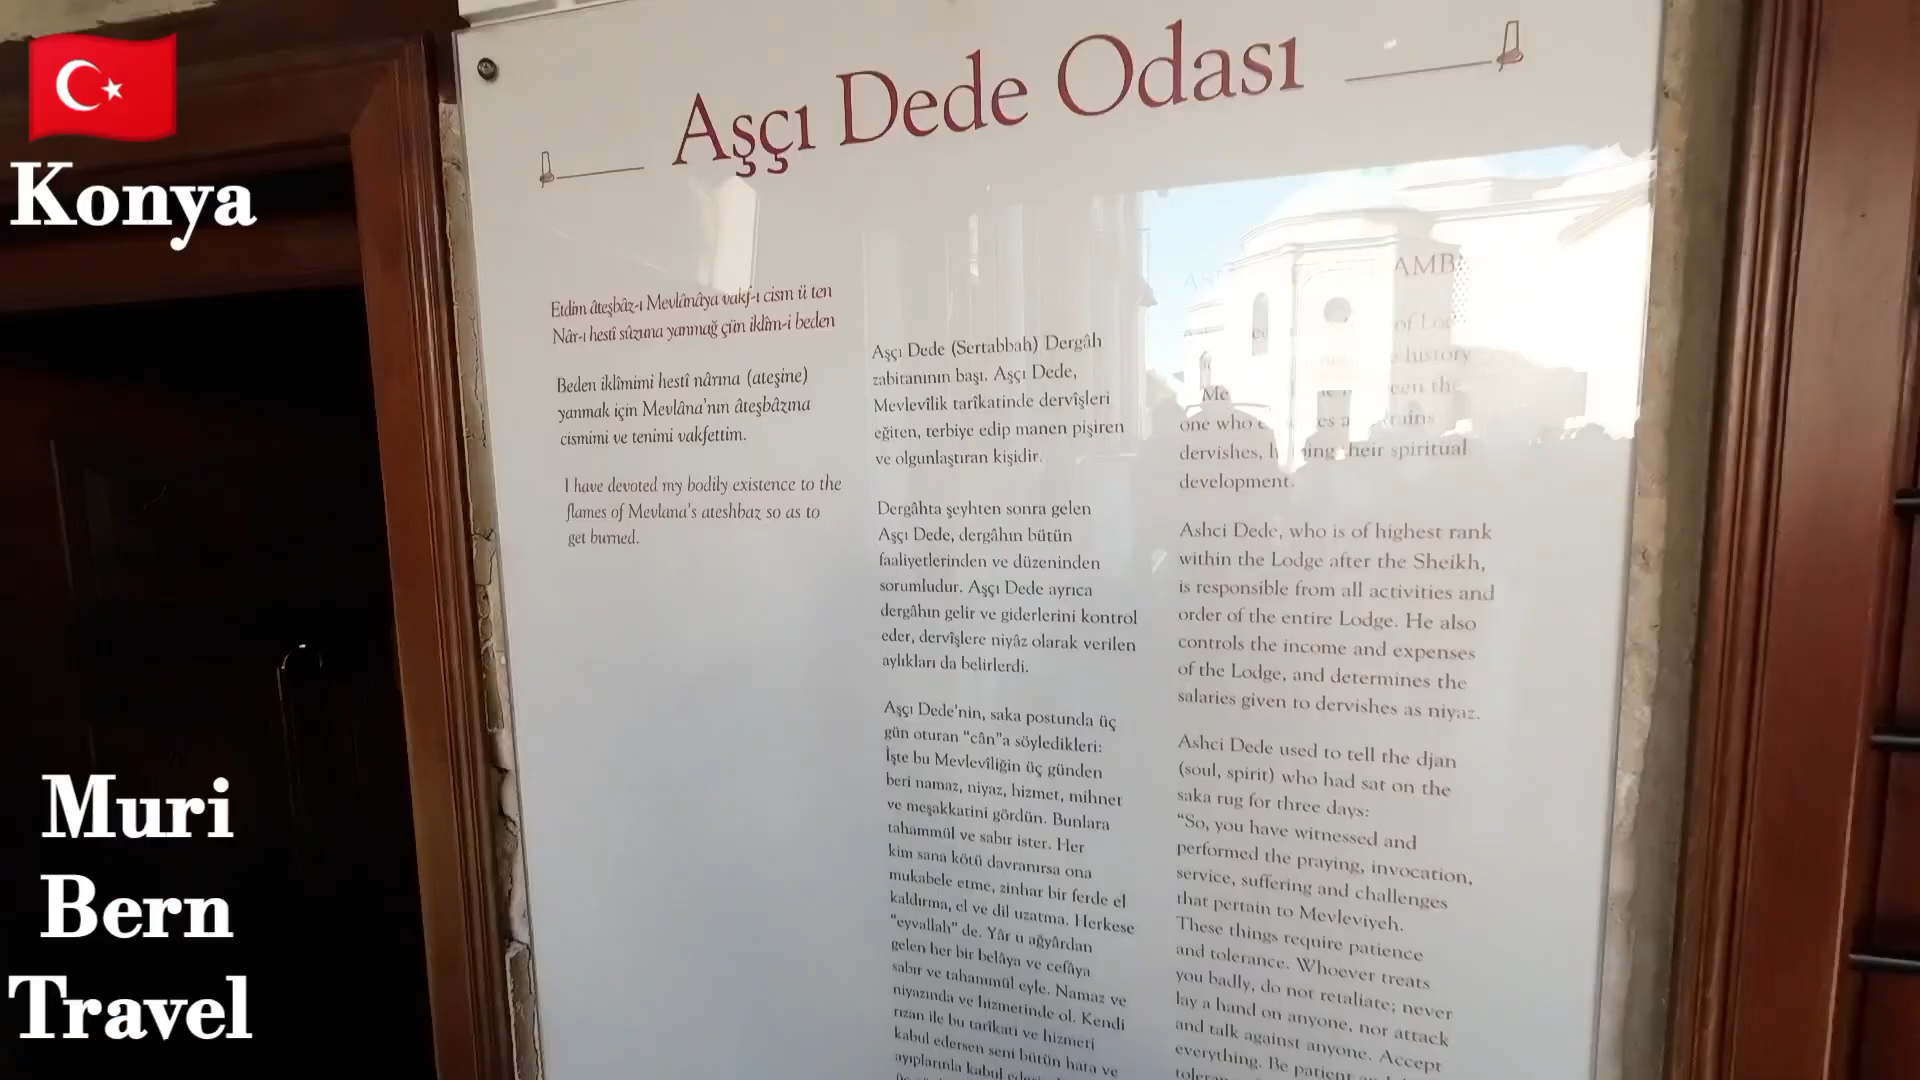 Konya
Muri
Bern
Travel
Aşçı Dede Odası
Etdim âteşbâz-ı Mevlânâya vakf-ı cism ü ten
Nâr-ı hestî sûzına yanmağ çün iklîm-i beden
Beden iklîmimi hestî nârına (ateşine)
yanmak için Mevlâna'nın âteşbâzına
cismimi ve tenimi vakfettim.
I have devoted my bodily existence to the
flames of Mevlana's ateshbaz so as to
get burned.
Aşçı Dede (Sertabbah) Dergâh
zabitanının başı. Aşçı Dede,
Mevlevîlik tarîkatinde dervîşleri
eğiten, terbiye edip manen pişiren
ve olgunlaştıran kişidir.
Dergâhta şeyhten sonra gelen
Aşçı Dede, dergâhın bütün
faaliyetlerinden ve düzeninden
sorumludur. Aşçı Dede ayrıca
dergâhın gelir ve giderlerini kontrol
eder, dervîşlere niyâz olarak verilen
aylıkları da belirlerdi.
Aşçı Dede'nin, saka postunda üç
gün oturan "cân"a söyledikleri:
İşte bu Mevlevîliğin üç günden
beri namaz, niyaz, hizmet, mihnet
ve meşakkatini gördün. Bunlara
tahammül ve sabır ister. Her
kim sana kötü davranırsa ona
mukabele etme, zinhar bir ferde el
kaldırma, el ve dil uzatma. Herkese
"eyvallah" de. Yâr u ağyârdan
gelen her bir belâya ve cefâya
sabır ve tahammül eyle. Namaz ve
niyazında ve hizmetinde ol. Kendi
rızan ile bu tarîkati ve hizmeti
kabul edersen seni bütün hata ve
ayıplarınla kabul
of
history
the
one who
dervishes, their spiritual
development.
Ashci Dede, who is of highest rank
within the Lodge after the Sheikh,
is responsible from all activities and
order of the entire Lodge. He also
controls the income and expenses
of the Lodge, and determines the
salaries given to dervishes as niyaz.
Ashci Dede used to tell the djan
(soul, spirit) who had sat on the
saka rug for three days:
"So, you have witnessed and
performed the praying, invocation,
service, suffering and challenges
that pertain to Mevleviyeh.
These things require patience
and tolerance. Whoever treats
you badly, do not retaliate; never
lay a hand on anyone, nor attack
and talk against anyone. Accept
everything. Be patient